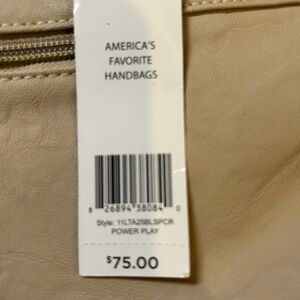 AMERICA'S
FAVORITE
HANDBAGS
8 26894 38084 0
Style: 11LTA25BLSPCR
POWER PLAY
$75.00